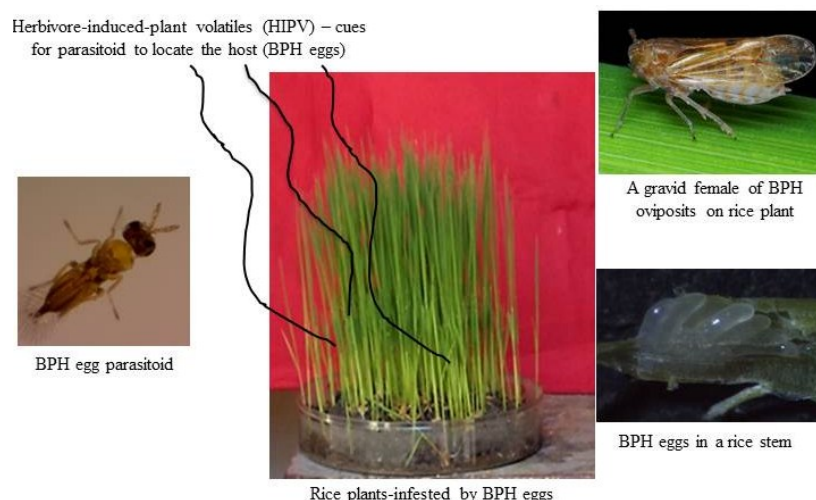 Herbivore-induced-plant volatiles (HIPV) – cues
for parasitoid to locate the host (BPH eggs)
A gravid female of BPH
oviposits on rice plant
BPH egg parasitoid
BPH eggs in a rice stem
Rice plants-infested by BPH eggs